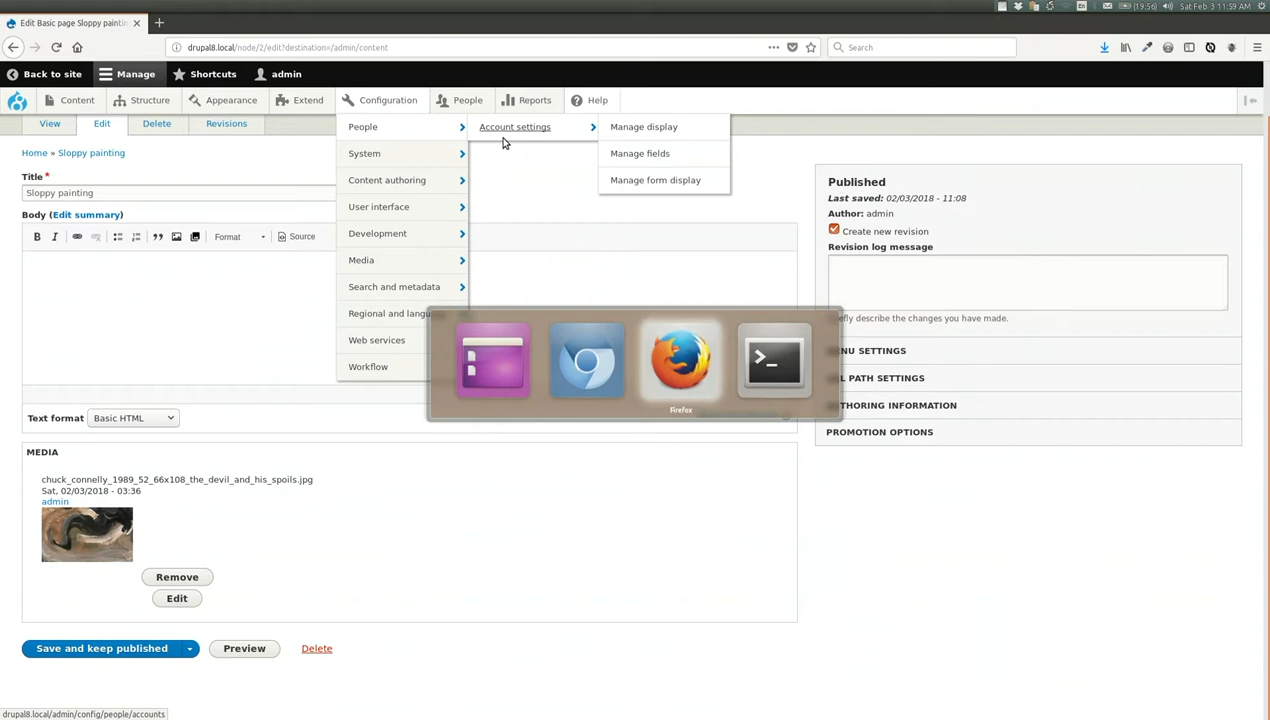 (19:56) Sat Feb 3 11:59 AM
Edit Basic page Sloppy paintin
drupal8.local/node/2/edit?destination=/admin/content
Search
Back to site Manage Shortcuts admin
Content Structure Appearance Extend Configuration People Reports Help
View Edit Delete Revisions
People
System
Content authoring
User interface
Development
Media
Search and metadata
Regional and langu
Web services
Workflow
Account settings
Manage display
Manage fields
Manage form display
Home » Sloppy painting
Title*
Sloppy painting
Body (Edit summary)
B I Format Source
Text format Basic HTML
MEDIA
chuck_connelly_1989_52_66x108_the_devil_and_his_spoils.jpg
Sat, 02/03/2018 - 03:36
admin
Remove
Edit
Save and keep published Preview Delete
Published
Last saved: 02/03/2018 - 11:08
Author: admin
Create new revision
Revision log message
efly describe the changes you have made.
NU SETTINGS
L PATH SETTINGS
THORING INFORMATION
PROMOTION OPTIONS
Firefox
drupal8.local/admin/config/people/accounts